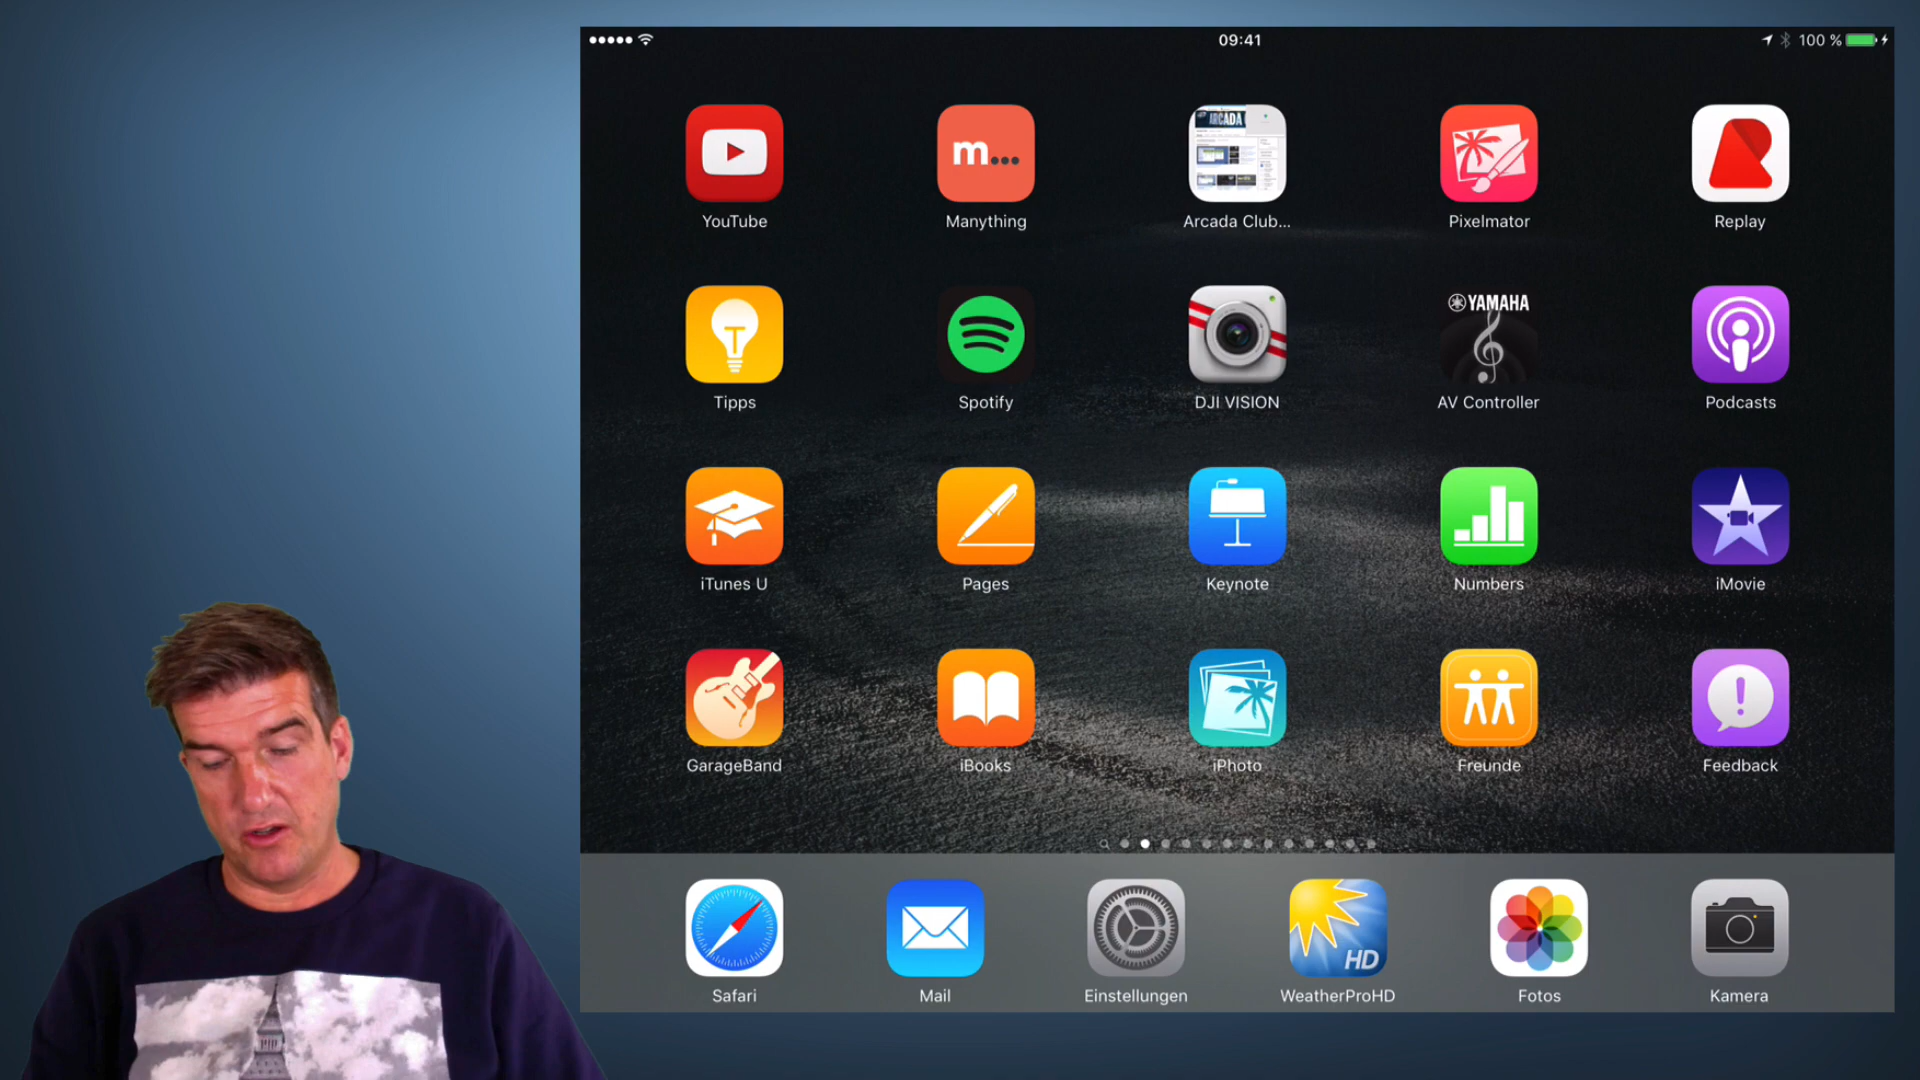 09:41
100 %
m...
ARCADA
YouTube
Manything
Arcada Club...
Pixelmator
Replay
YAMAHA
Tipps
Spotify
DJI VISION
AV Controller
Podcasts
iTunes U
Pages
Keynote
Numbers
iMovie
GarageBand
iBooks
iPhoto
Freunde
Feedback
HD
Safari
Mail
Einstellungen
WeatherProHD
Fotos
Kamera